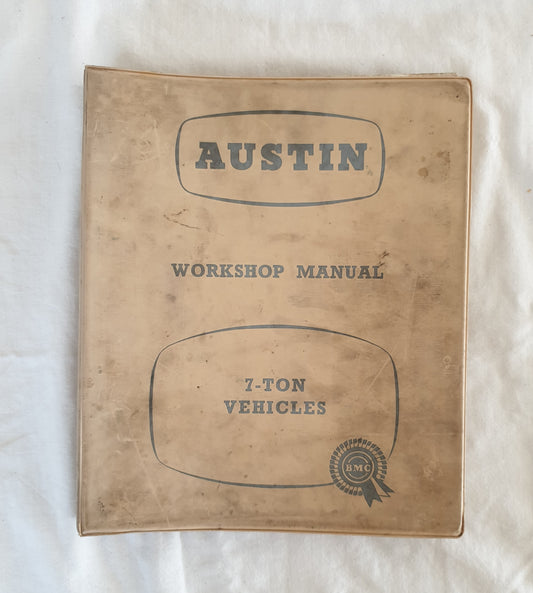 AUSTIN
WORKSHOP MANUAL
7-TON
VEHICLES
BMC